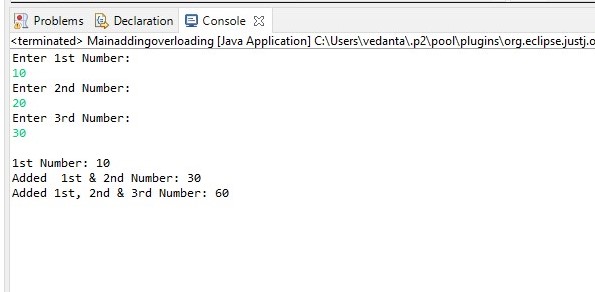 Problems Declaration Console
<terminated> Mainaddingoverloading [Java Application] C:\Users\vedanta\.p2\pool\plugins\org.eclipse.justj.o
Enter 1st Number:
10
Enter 2nd Number:
20
Enter 3rd Number:
30
1st Number: 10
Added  1st & 2nd Number: 30
Added 1st, 2nd & 3rd Number: 60